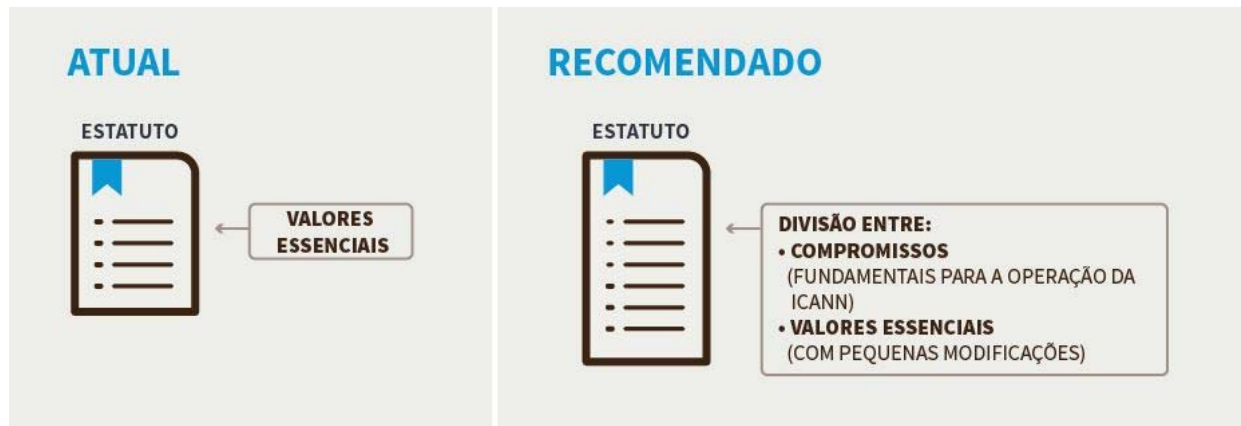 ATUAL
ESTATUTO
VALORES
ESSENCIAIS
RECOMENDADO
ESTATUTO
DIVISÃO ENTRE:
• COMPROMISSOS
(FUNDAMENTAIS PARA A OPERAÇÃO DA
ICANN)
• VALORES ESSENCIAIS
(COM PEQUENAS MODIFICAÇÕES)